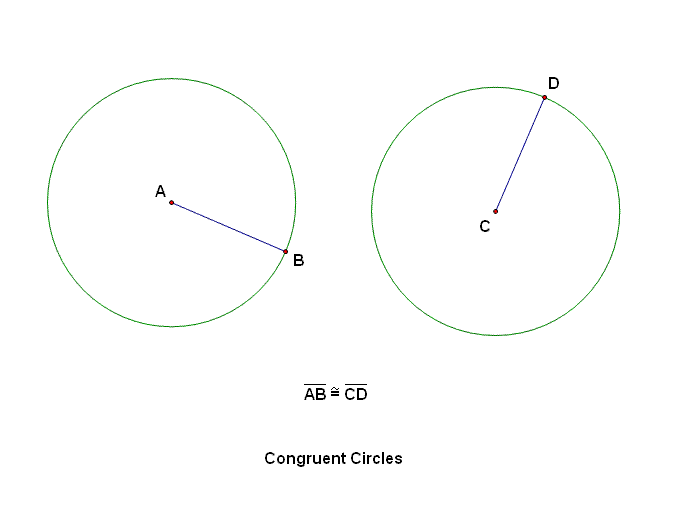 D
A
C
B
AB ≅ CD
Congruent Circles